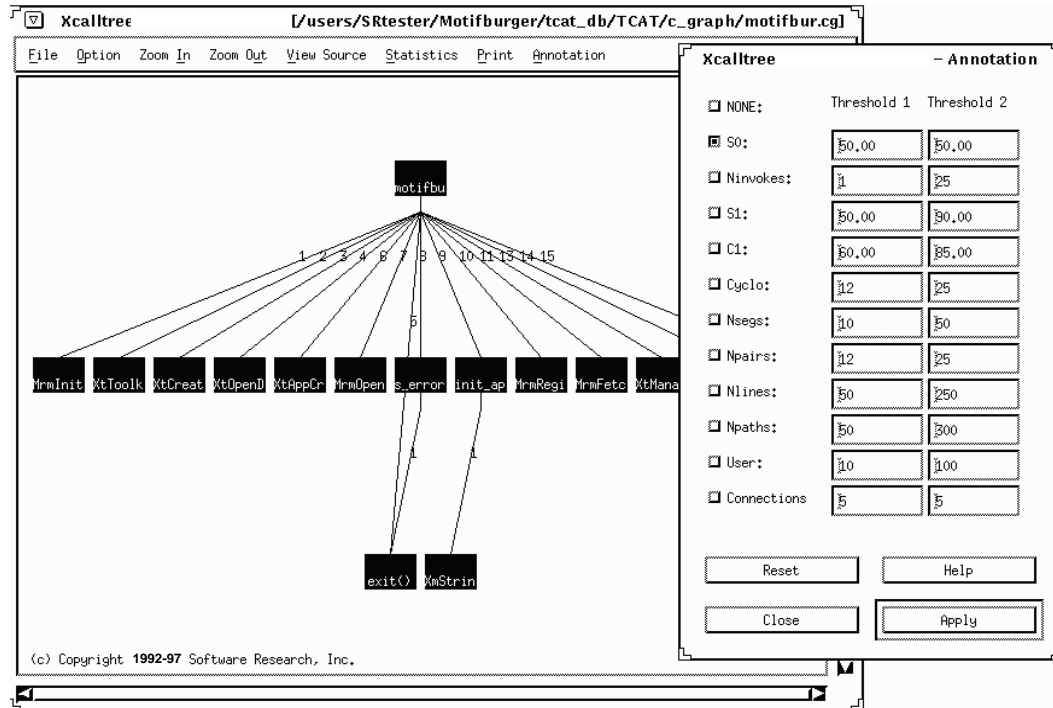 Xcalltree [/users/SRtester/Motifburger/tcat_db/TCAT/c_graph/motifbur.cg]
File Option Zoom In Zoom Out View Source Statistics Print Annotation
motifbu
1 2 3 4 6 7 8 9 10 11 13 14 15
5
MrmInit XtToolk XtCreat XtOpenD XtAppCr MrmOpen s_error init_ap MrmRegi MrmFetc XtMana
1 1
exit() XmStrin
(c) Copyright 1992-97 Software Research, Inc.
Xcalltree – Annotation
NONE: Threshold 1 Threshold 2
S0: 50.00 50.00
Ninvokes: 1 25
S1: 50.00 90.00
C1: 60.00 85.00
Cyclo: 12 25
Nsegs: 10 50
Npairs: 12 25
Nlines: 50 250
Npaths: 50 300
User: 10 100
Connections 5 5
Reset Help
Close Apply